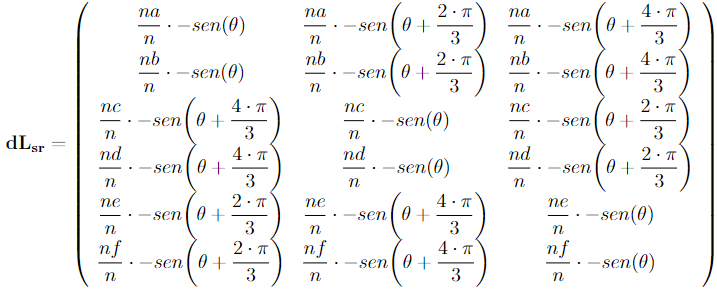 na/n · −sen(θ)    na/n · −sen(θ + 2·π/3)    na/n · −sen(θ + 4·π/3)
nb/n · −sen(θ)    nb/n · −sen(θ + 2·π/3)    nb/n · −sen(θ + 4·π/3)
nc/n · −sen(θ + 4·π/3)    nc/n · −sen(θ)    nc/n · −sen(θ + 2·π/3)
dL_sr =
nd/n · −sen(θ + 4·π/3)    nd/n · −sen(θ)    nd/n · −sen(θ + 2·π/3)
ne/n · −sen(θ + 2·π/3)    ne/n · −sen(θ + 4·π/3)    ne/n · −sen(θ)
nf/n · −sen(θ + 2·π/3)    nf/n · −sen(θ + 4·π/3)    nf/n · −sen(θ)